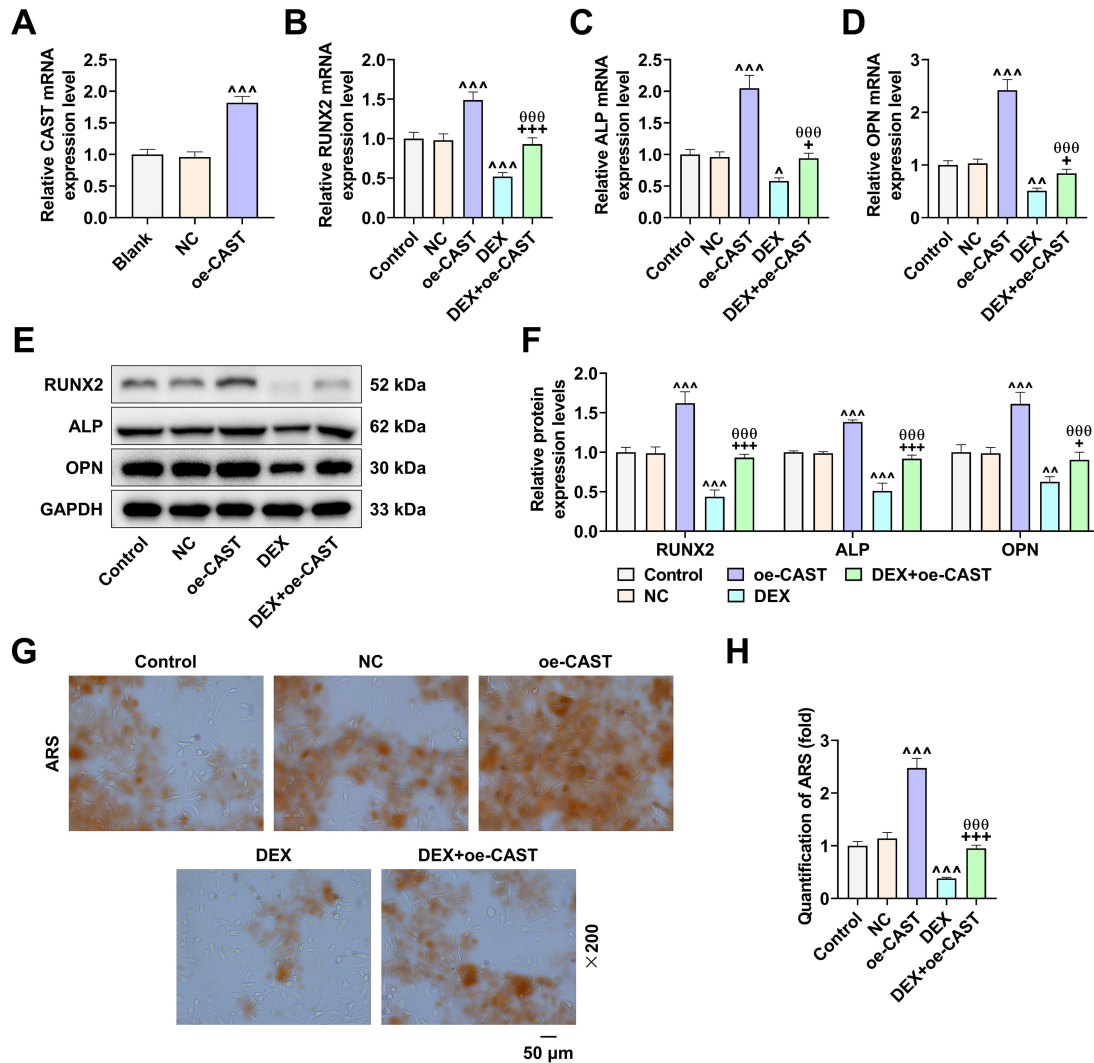 A
Relative CAST mRNA
expression level
2.5
2.0
1.5
1.0
0.5
0.0
^^^
Blank
NC
oe-CAST
B
Relative RUNX2 mRNA
expression level
2.0
1.5
1.0
0.5
0.0
^^^
^^^
θθθ
+++
Control
NC
oe-CAST
DEX
DEX+oe-CAST
C
Relative ALP mRNA
expression level
2.5
2.0
1.5
1.0
0.5
0.0
^^^
^
θθθ
+
Control
NC
oe-CAST
DEX
DEX+oe-CAST
D
Relative OPN mRNA
expression level
3
2
1
0
^^^
^^
θθθ
+
Control
NC
oe-CAST
DEX
DEX+oe-CAST
E
RUNX2 52 kDa
ALP 62 kDa
OPN 30 kDa
GAPDH 33 kDa
Control
NC
oe-CAST
DEX
DEX+oe-CAST
F
Relative protein
expression levels
2.0
1.5
1.0
0.5
0.0
^^^
^^^
θθθ
+++
^^^
^^^
θθθ
+++
^^^
^^
θθθ
+
RUNX2 ALP OPN
Control oe-CAST DEX+oe-CAST
NC DEX
G
Control NC oe-CAST
ARS
DEX DEX+oe-CAST
×200
50 μm
H
Quantification of ARS (fold)
3
2
1
0
^^^
^^^
θθθ
+++
Control
NC
oe-CAST
DEX
DEX+oe-CAST